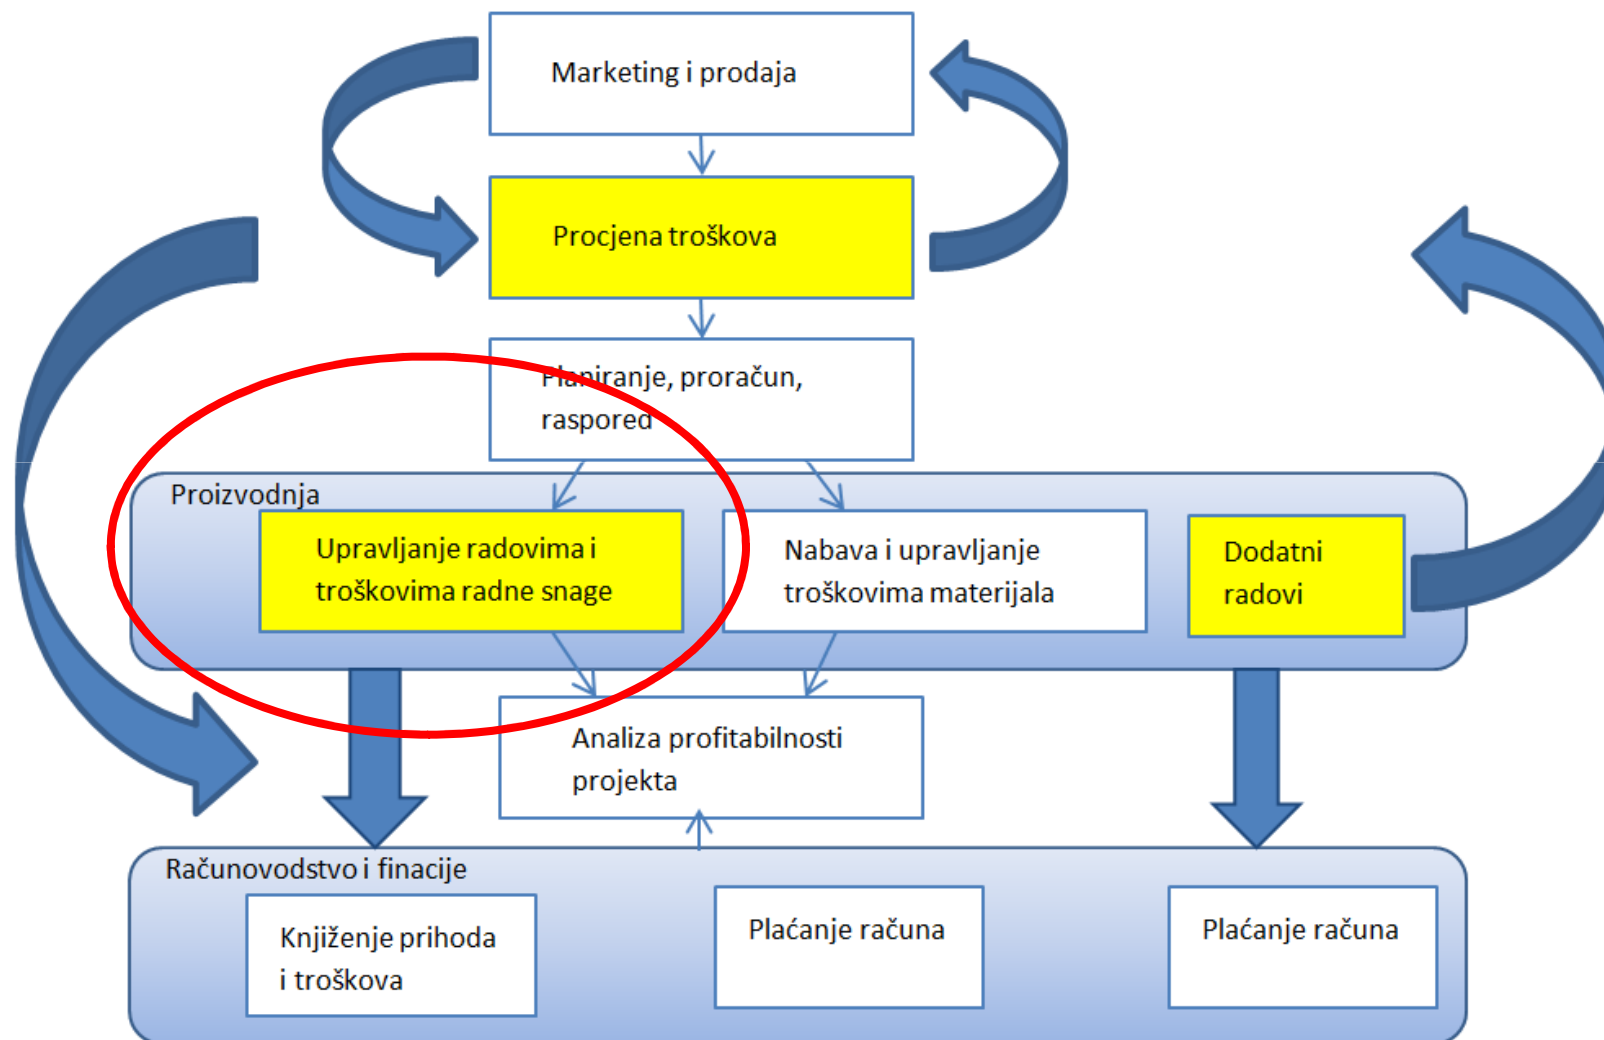 Marketing i prodaja
Procjena troškova
Planiranje, proračun,
raspored
Proizvodnja
Upravljanje radovima i
troškovima radne snage
Nabava i upravljanje
troškovima materijala
Dodatni
radovi
Analiza profitabilnosti
projekta
Računovodstvo i finacije
Knjiženje prihoda
i troškova
Plaćanje računa
Plaćanje računa